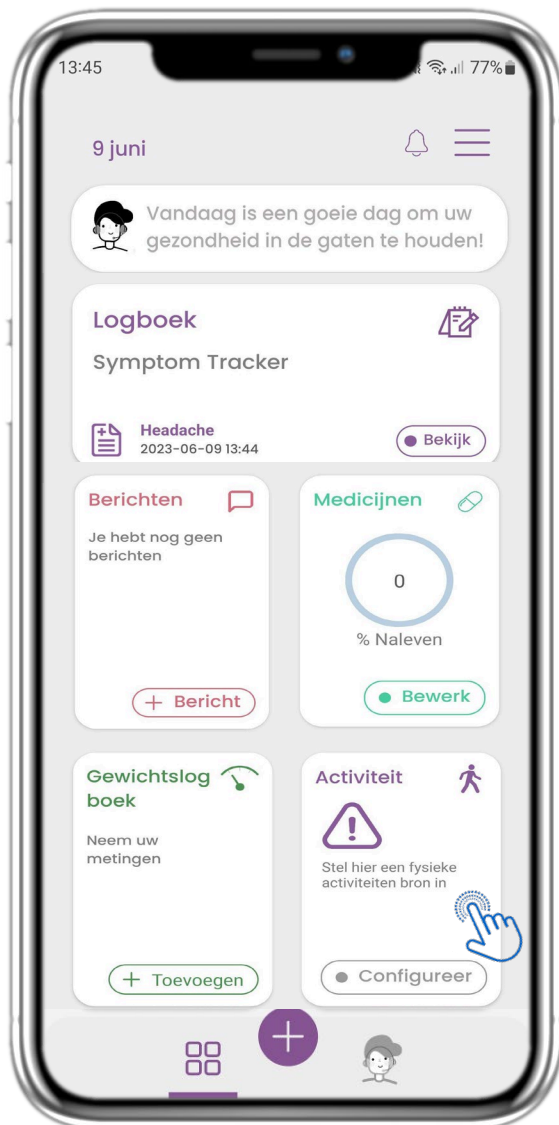 13:45
77%
9 juni
Vandaag is een goeie dag om uw
gezondheid in de gaten te houden!
Logboek
Symptom Tracker
Headache
2023-06-09 13:44
Bekijk
Berichten
Je hebt nog geen
berichten
+ Bericht
Medicijnen
0
% Naleven
Bewerk
Gewichtslog
boek
Neem uw
metingen
+ Toevoegen
Activiteit
Stel hier een fysieke
activiteiten bron in
Configureer